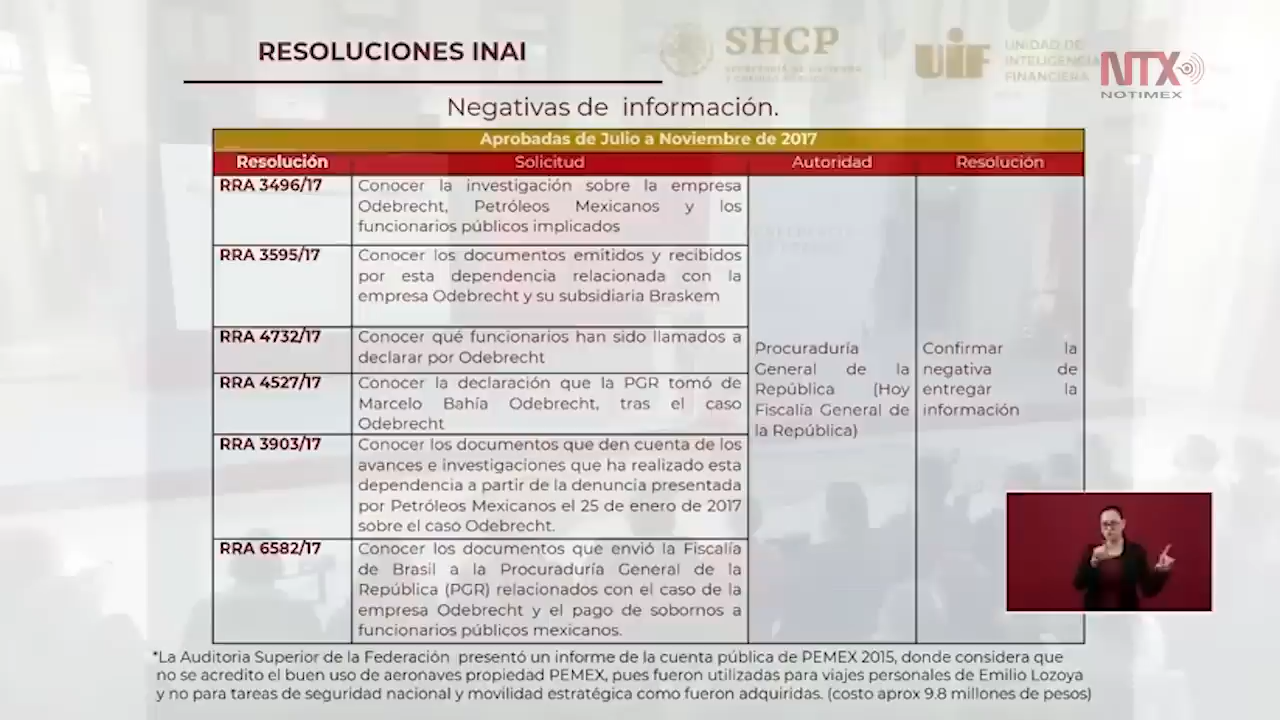 RESOLUCIONES INAI
SHCP
UIF
UNIDAD DE
INTELIGENCIA
FINANCIERA
NTX
NOTIMEX
Negativas de información.
Aprobadas de Julio a Noviembre de 2017
Resolución Solicitud Autoridad Resolución
RRA 3496/17
Conocer la investigación sobre la empresa
Odebrecht, Petróleos Mexicanos y los
funcionarios públicos implicados
RRA 3595/17
Conocer los documentos emitidos y recibidos
por esta dependencia relacionada con la
empresa Odebrecht y su subsidiaria Braskem
RRA 4732/17
Conocer qué funcionarios han sido llamados a
declarar por Odebrecht
RRA 4527/17
Conocer la declaración que la PGR tomó de
Marcelo Bahía Odebrecht, tras el caso
Odebrecht
RRA 3903/17
Conocer los documentos que den cuenta de los
avances e investigaciones que ha realizado esta
dependencia a partir de la denuncia presentada
por Petróleos Mexicanos el 25 de enero de 2017
sobre el caso Odebrecht.
RRA 6582/17
Conocer los documentos que envió la Fiscalía
de Brasil a la Procuraduría General de la
República (PGR) relacionados con el caso de la
empresa Odebrecht y el pago de sobornos a
funcionarios públicos mexicanos.
Procuraduría
General de la
República (Hoy
Fiscalía General de
la República)
Confirmar la
negativa de
entregar la
información
*La Auditoria Superior de la Federación presentó un informe de la cuenta pública de PEMEX 2015, donde considera que
no se acredito el buen uso de aeronaves propiedad PEMEX, pues fueron utilizadas para viajes personales de Emilio Lozoya
y no para tareas de seguridad nacional y movilidad estratégica como fueron adquiridas. (costo aprox 9.8 millones de pesos)